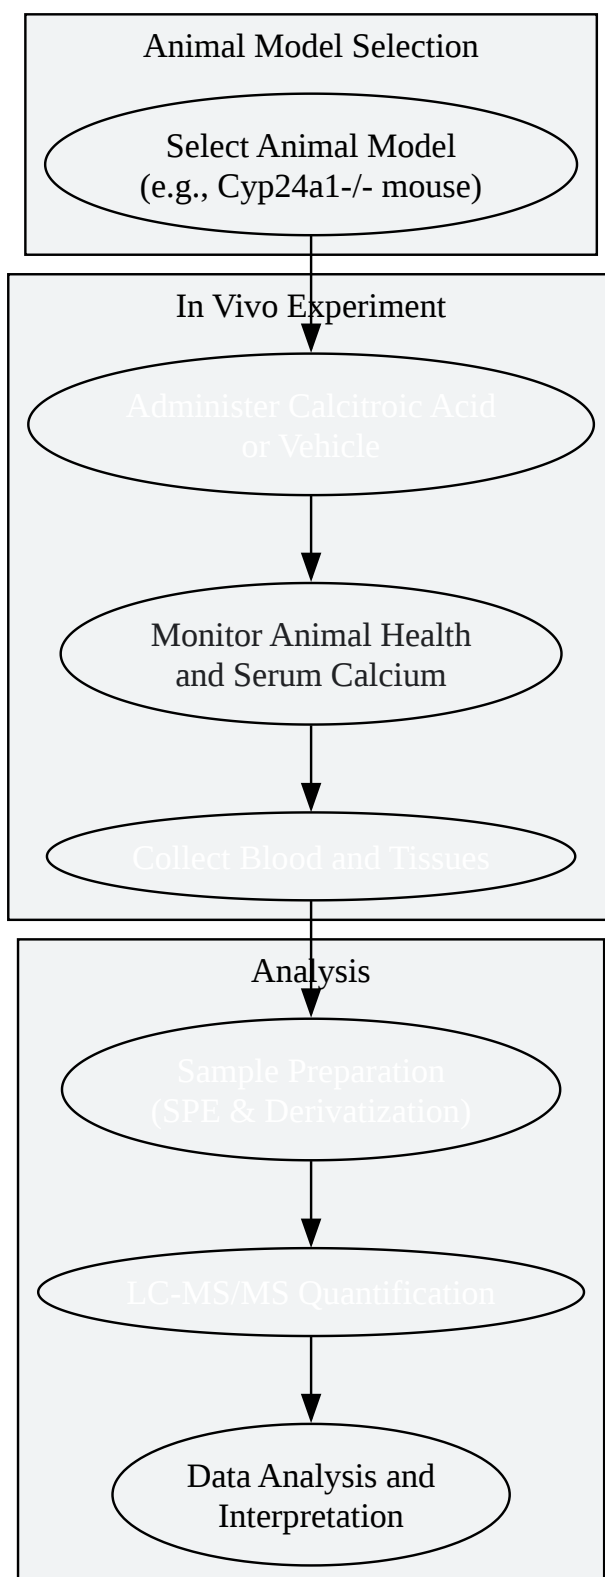 Animal Model Selection
Select Animal Model
(e.g., Cyp24a1-/- mouse)
In Vivo Experiment
Administer Calcitroic Acid
or Vehicle
Monitor Animal Health
and Serum Calcium
Collect Blood and Tissues
Analysis
Sample Preparation
(SPE & Derivatization)
LC-MS/MS Quantification
Data Analysis and
Interpretation